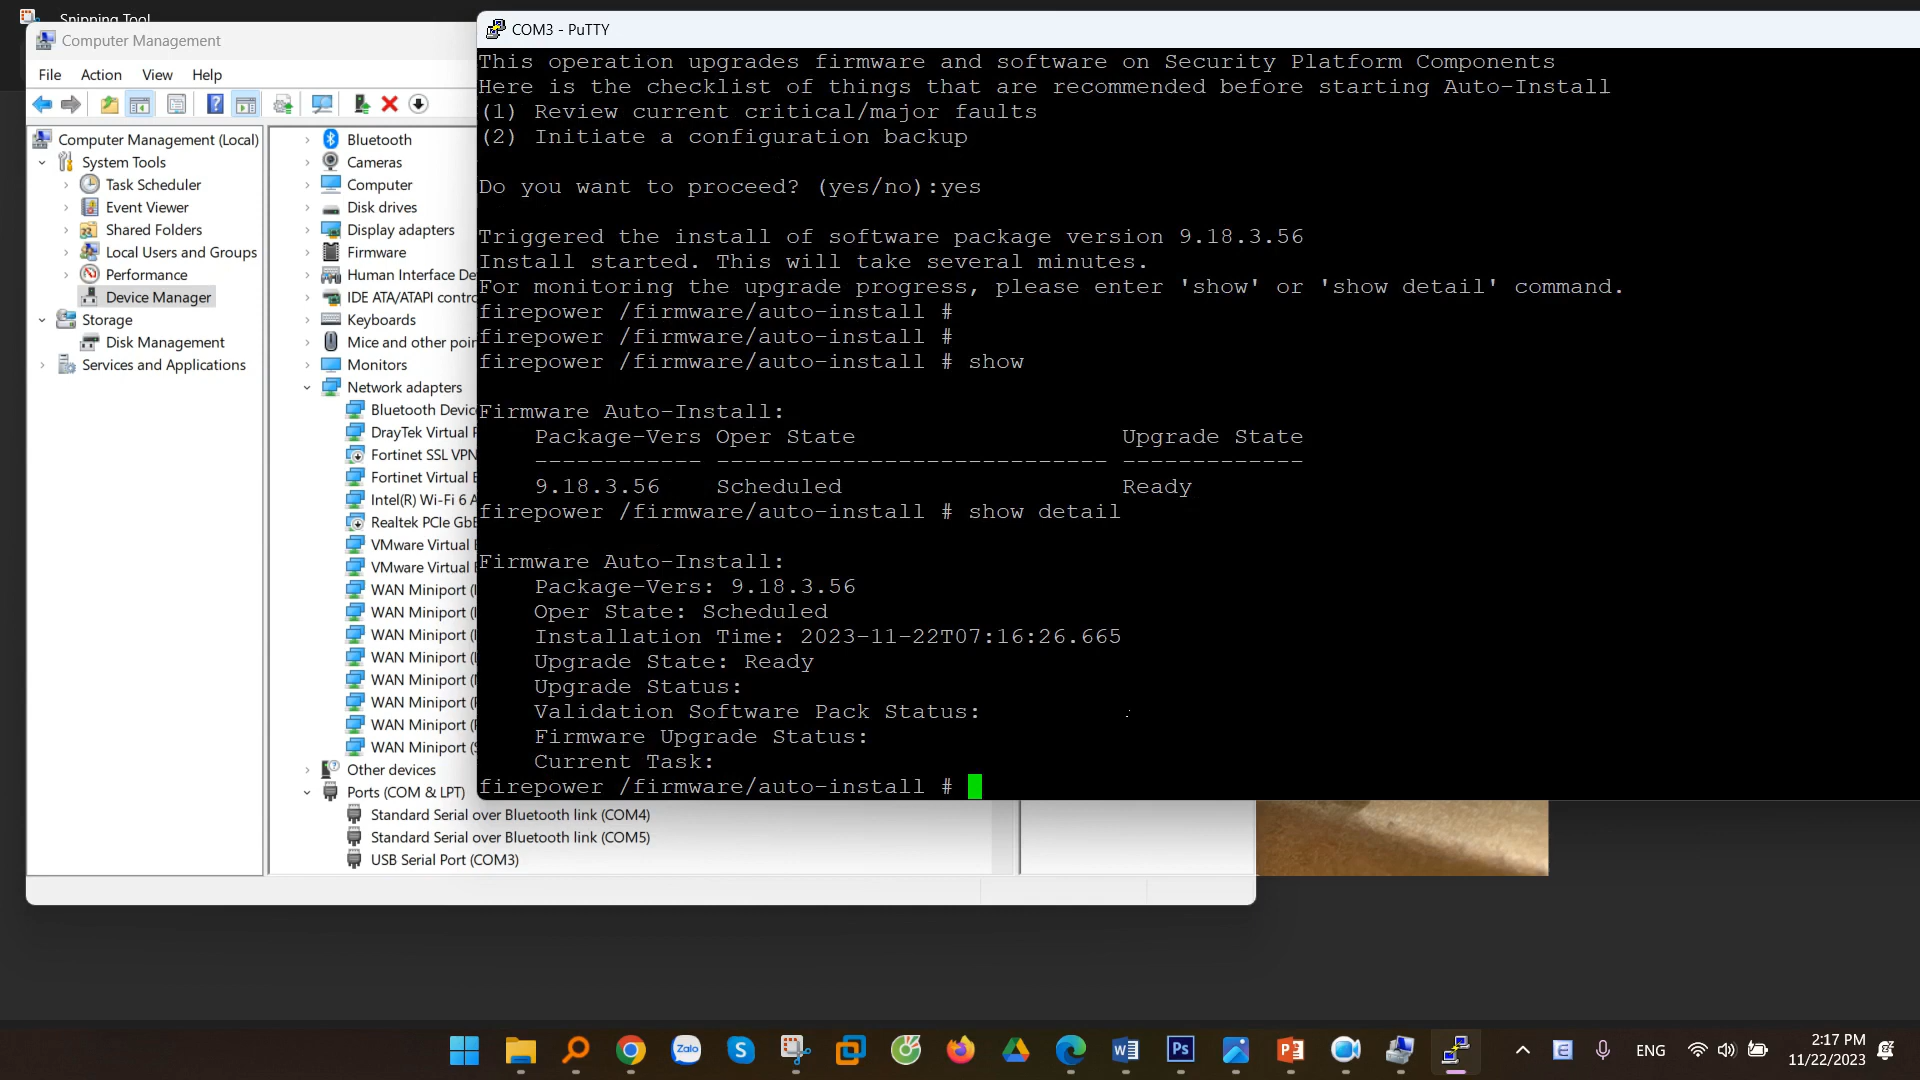 Snipping Tool
Computer Management
File Action View Help
Computer Management (Local)
System Tools
Task Scheduler
Event Viewer
Shared Folders
Local Users and Groups
Performance
Device Manager
Storage
Disk Management
Services and Applications
Bluetooth
Cameras
Computer
Disk drives
Display adapters
Firmware
Human Interface De
IDE ATA/ATAPI contro
Keyboards
Mice and other poin
Monitors
Network adapters
Bluetooth Device
DrayTek Virtual
Fortinet SSL VPN
Fortinet Virtual
Intel(R) Wi-Fi 6 A
Realtek PCIe GbE
VMware Virtual
VMware Virtual
WAN Miniport (
WAN Miniport (
WAN Miniport (
WAN Miniport (
WAN Miniport (
WAN Miniport (
WAN Miniport (
WAN Miniport (
Other devices
Ports (COM & LPT)
Standard Serial over Bluetooth link (COM4)
Standard Serial over Bluetooth link (COM5)
USB Serial Port (COM3)
COM3 - PuTTY
This operation upgrades firmware and software on Security Platform Components
Here is the checklist of things that are recommended before starting Auto-Install
(1) Review current critical/major faults
(2) Initiate a configuration backup
Do you want to proceed? (yes/no):yes
Triggered the install of software package version 9.18.3.56
Install started. This will take several minutes.
For monitoring the upgrade progress, please enter 'show' or 'show detail' command.
firepower /firmware/auto-install #
firepower /firmware/auto-install #
firepower /firmware/auto-install # show
Firmware Auto-Install:
Package-Vers Oper State Upgrade State
------------ ---------------------------- -------------
9.18.3.56 Scheduled Ready
firepower /firmware/auto-install # show detail
Firmware Auto-Install:
Package-Vers: 9.18.3.56
Oper State: Scheduled
Installation Time: 2023-11-22T07:16:26.665
Upgrade State: Ready
Upgrade Status:
Validation Software Pack Status:
Firmware Upgrade Status:
Current Task:
firepower /firmware/auto-install #
Zalo
ENG
2:17 PM
11/22/2023